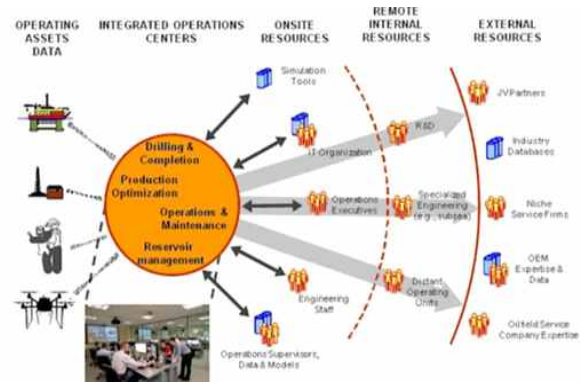 OPERATING
ASSETS
DATA
INTEGRATED OPERATIONS
CENTERS
ONSITE
RESOURCES
REMOTE
INTERNAL
RESOURCES
EXTERNAL
RESOURCES
Drilling &
Completion
Production
Optimization
Operations &
Maintenance
Reservoir
management
Simulation
Tools
IT Organization
Operations
Executives
Engineering
Staff
Operations Supervisors,
Data & Models
R&D
Specialized
Engineering
(e.g., subsea)
Distant
Operating
Units
JV Partners
Industry
Databases
Niche
Service Firms
OEM
Expertise
& Data
Oilfield Service
Company Expertise